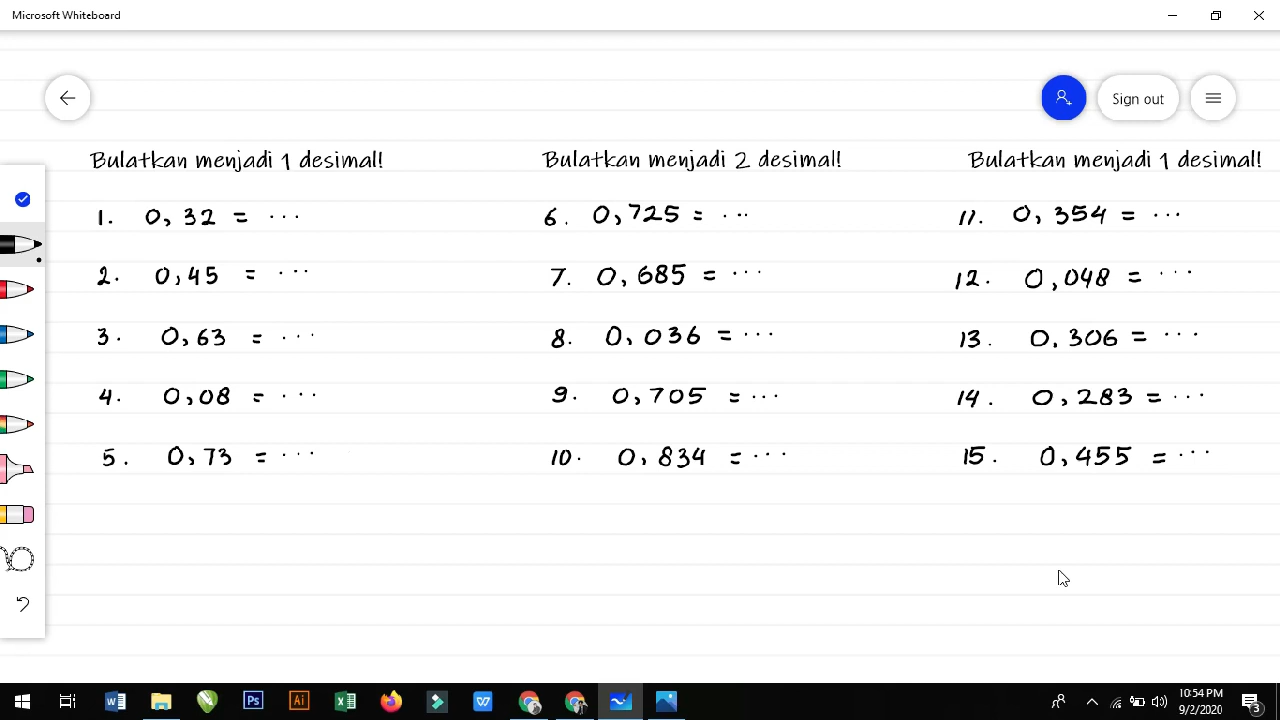 Microsoft Whiteboard
Sign out
Bulatkan menjadi 1 desimal!
1. 0,32 = ...
2. 0,45 = ...
3. 0,63 = ...
4. 0,08 = ...
5. 0,73 = ...
Bulatkan menjadi 2 desimal!
6. 0,725 = ...
7. 0,685 = ...
8. 0,036 = ...
9. 0,705 = ...
10. 0,834 = ...
Bulatkan menjadi 1 desimal!
11. 0,354 = ...
12. 0,048 = ...
13. 0,306 = ...
14. 0,283 = ...
15. 0,455 = ...
Ps
Ai
10:54 PM
9/2/2020
3